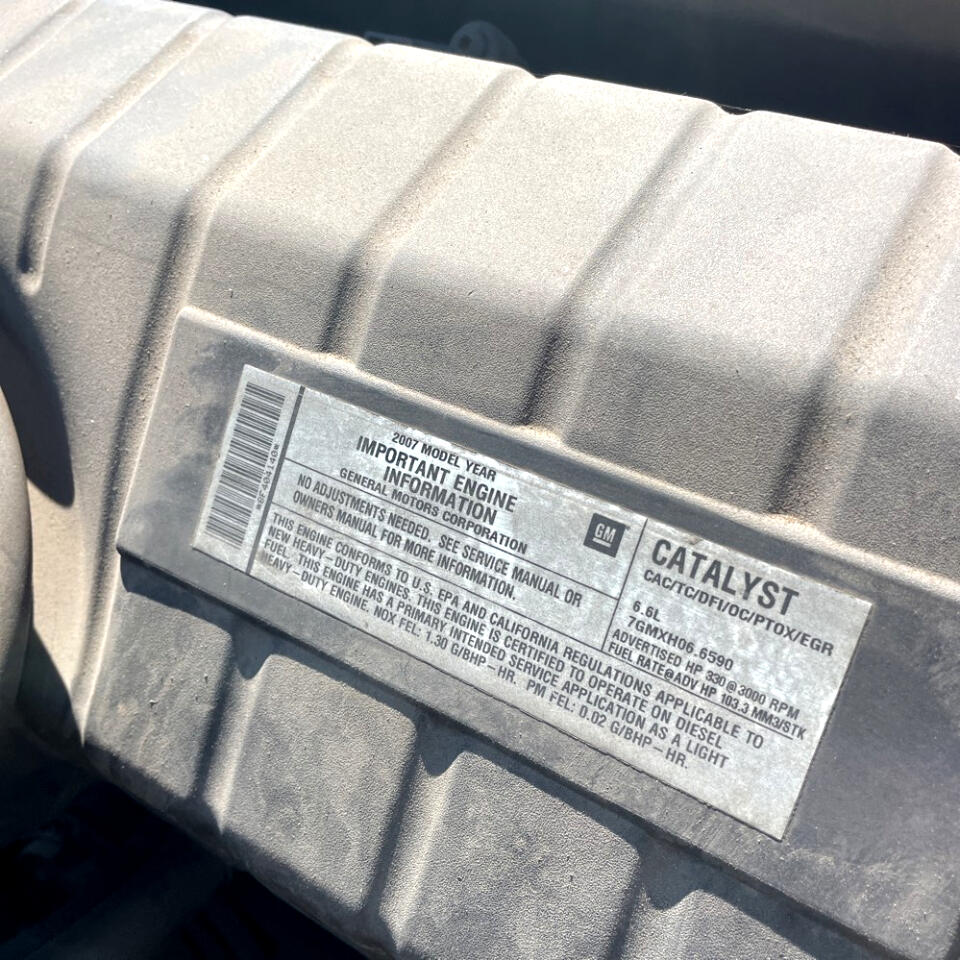 *8F404140*
2007 MODEL YEAR
IMPORTANT ENGINE
INFORMATION
GENERAL MOTORS CORPORATION
GM
NO ADJUSTMENTS NEEDED. SEE SERVICE MANUAL OR
OWNERS MANUAL FOR MORE INFORMATION.
CATALYST
CAC/TC/DFI/OC/PTOX/EGR
6.6L
7GMXH06.6590
ADVERTISED HP 330 @ 3000 RPM
FUEL RATE@ADV HP 103.3 MM3/STK
THIS ENGINE CONFORMS TO U.S. EPA AND CALIFORNIA REGULATIONS APPLICABLE TO
NEW HEAVY-DUTY ENGINES. THIS ENGINE IS CERTIFIED TO OPERATE ON DIESEL
FUEL. THIS ENGINE HAS A PRIMARY INTENDED SERVICE APPLICATION AS A LIGHT
HEAVY-DUTY ENGINE. NOX FEL: 1.30 G/BHP-HR. PM FEL: 0.02 G/BHP-HR.